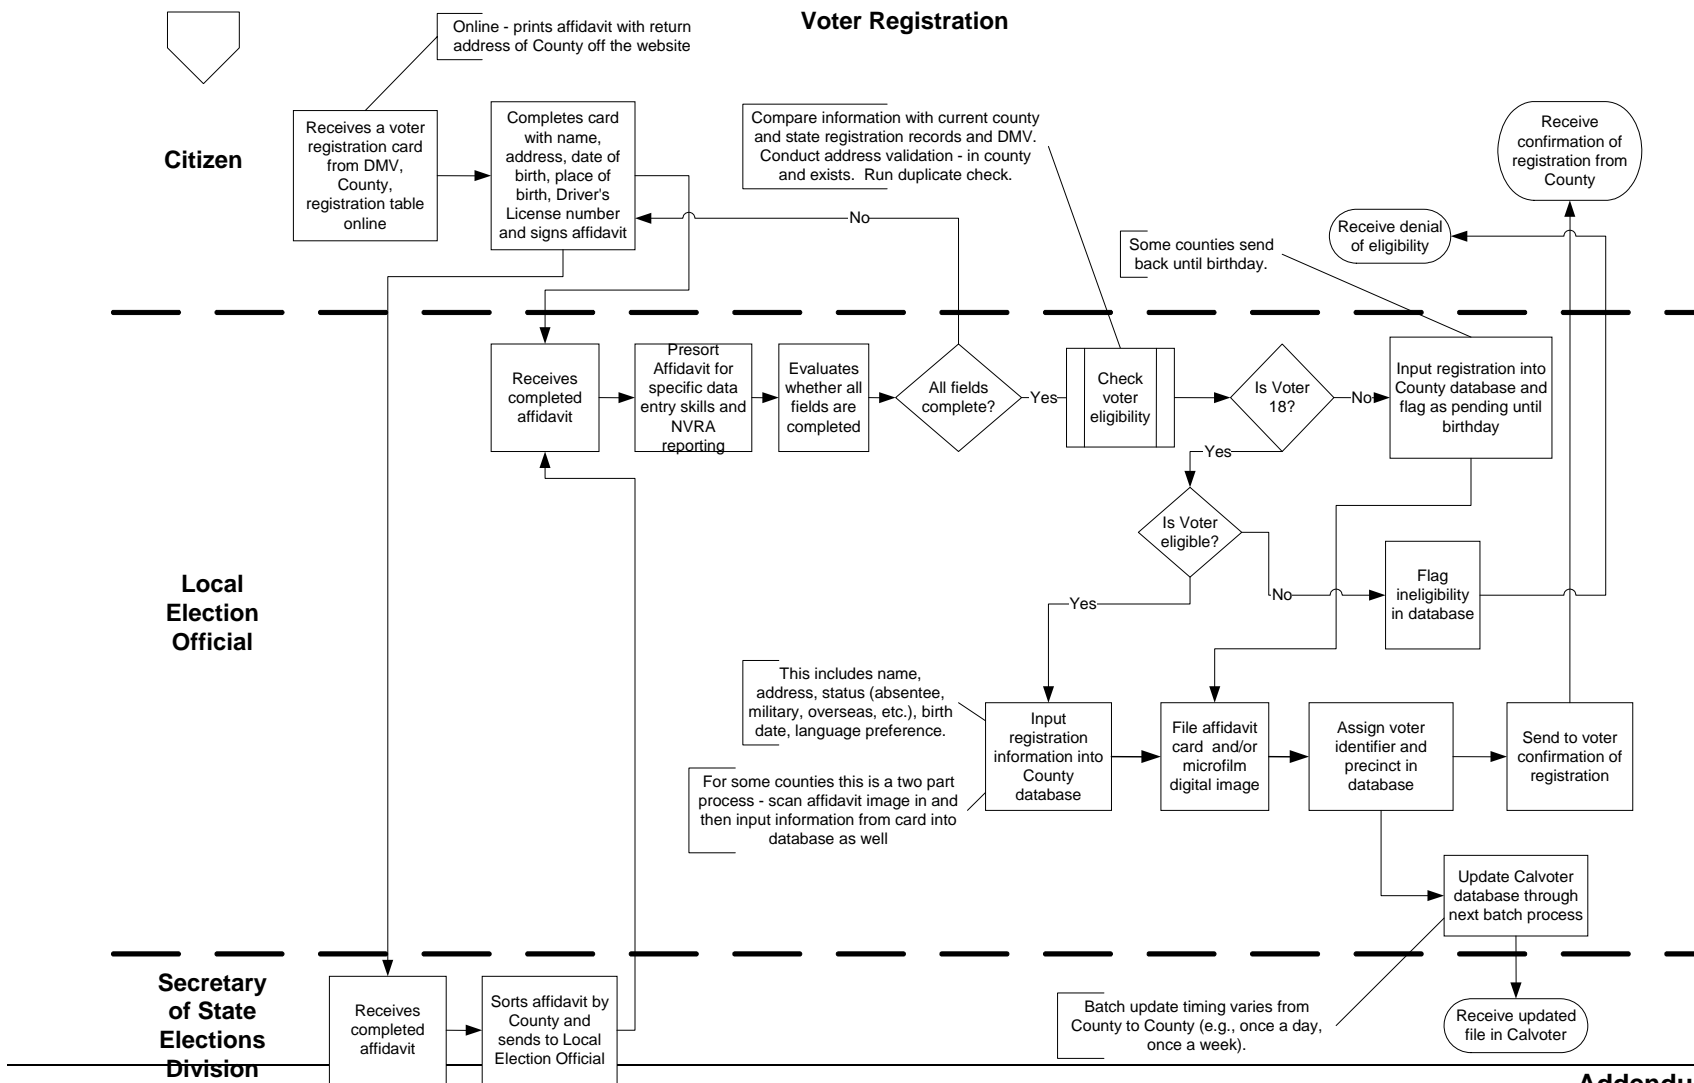 Voter Registration
Online - prints affidavit with return
address of County off the website
Citizen
Receives a voter
registration card
from DMV,
County,
registration table
online
Completes card
with name,
address, date of
birth, place of
birth, Driver's
License number
and signs affidavit
Compare information with current county
and state registration records and DMV.
Conduct address validation - in county
and exists.  Run duplicate check.
Receive
confirmation of
registration from
County
No
Receive denial
of eligibility
Some counties send
back until birthday.
Local
Election
Official
Receives
completed
affidavit
Presort
Affidavit for
specific data
entry skills and
NVRA
reporting
Evaluates
whether all
fields are
completed
All fields
complete?
Yes
Check
voter
eligibility
Is Voter
18?
No
Input registration into
County database and
flag as pending until
birthday
Yes
Is Voter
eligible?
No
Flag
ineligibility
in database
Yes
This includes name,
address, status (absentee,
military, overseas, etc.), birth
date, language preference.
For some counties this is a two part
process - scan affidavit image in and
then input information from card into
database as well
Input
registration
information into
County
database
File affidavit
card  and/or
microfilm
digital image
Assign voter
identifier and
precinct in
database
Send to voter
confirmation of
registration
Update Calvoter
database through
next batch process
Secretary
of State
Elections
Division
Receives
completed
affidavit
Sorts affidavit by
County and
sends to Local
Election Official
Batch update timing varies from
County to County (e.g., once a day,
once a week).
Receive updated
file in Calvoter
Addendu